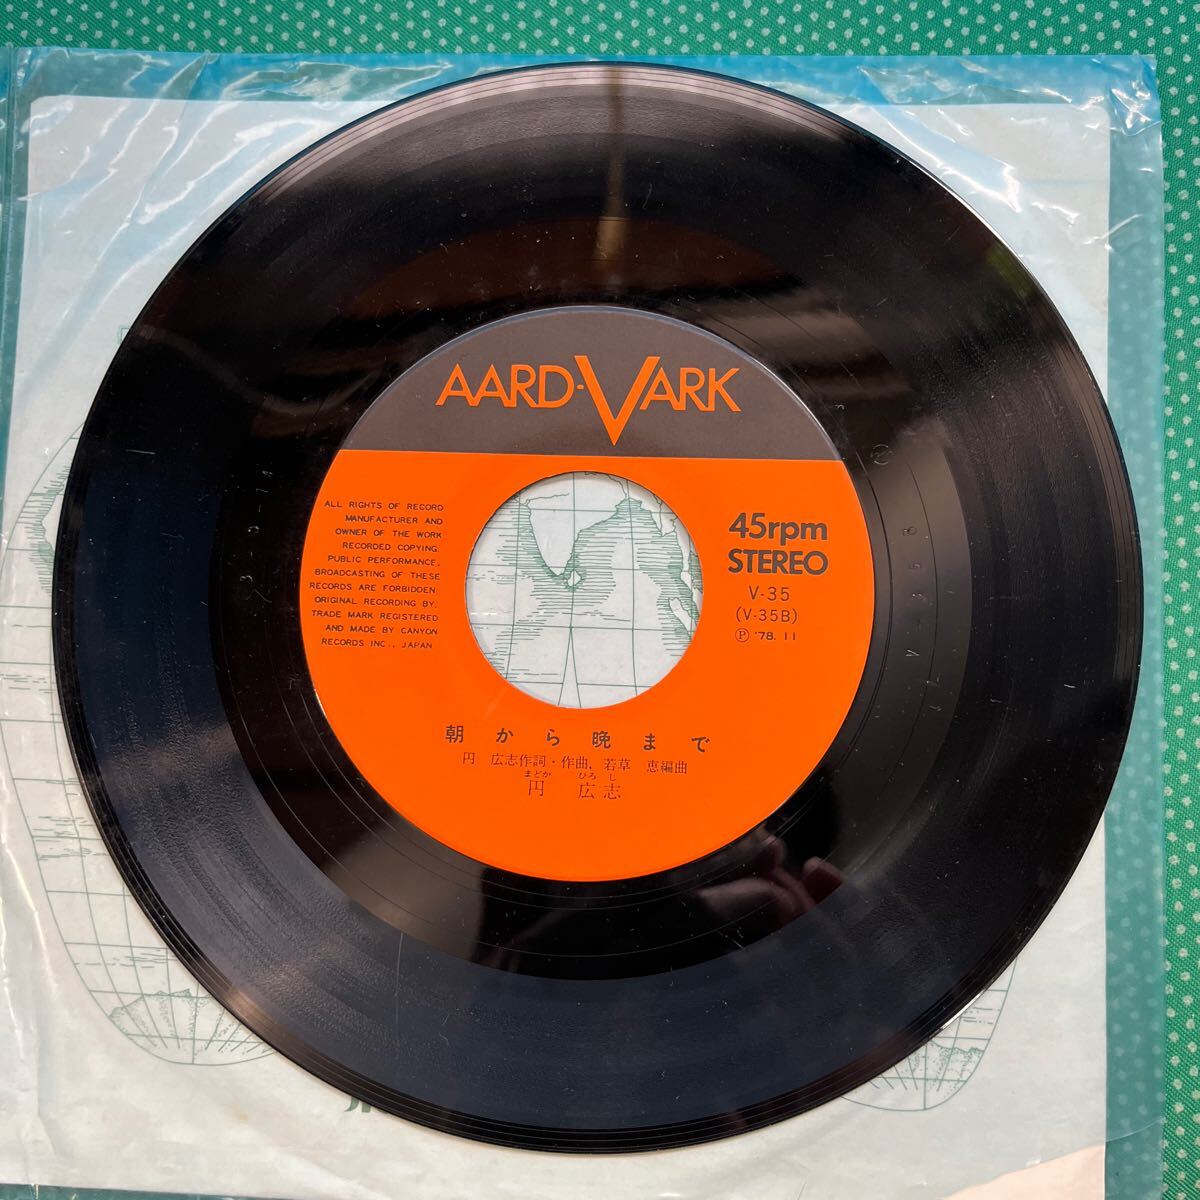 AARD-VARK
ALL RIGHTS OF RECORD
MANUFACTURER AND
OWNER OF THE WORK
RECORDED COPYING.
PUBLIC PERFORMANCE,
BROADCASTING OF THESE
RECORDS ARE FORBIDDEN.
ORIGINAL RECORDING BY.
TRADE MARK REGISTERED
AND MADE BY CANYON
RECORDS INC., JAPAN
45rpm
STEREO
V-35
(V-35B)
Ⓟ '78. 11
朝から晩まで
円 広志作詞・作曲, 若草 恵編曲
まどか ひろ し
円 広志